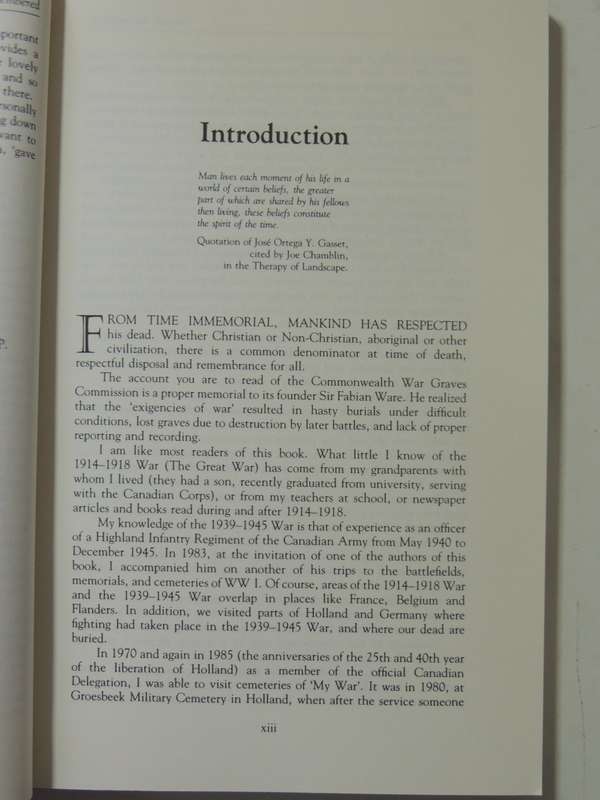 mbered
portant
vides a
lovely
and so
there.
rsonally
g down
want to
'gave
P.
Introduction
Man lives each moment of his life in a
world of certain beliefs, the greater
part of which are shared by his fellows
then living, these beliefs constitute
the spirit of the time.
Quotation of José Ortega Y. Gasset,
cited by Joe Chamblin,
in the Therapy of Landscape.
FROM TIME IMMEMORIAL, MANKIND HAS RESPECTED
his dead. Whether Christian or Non-Christian, aboriginal or other
civilization, there is a common denominator at time of death,
respectful disposal and remembrance for all.
The account you are to read of the Commonwealth War Graves
Commission is a proper memorial to its founder Sir Fabian Ware. He realized
that the 'exigencies of war' resulted in hasty burials under difficult
conditions, lost graves due to destruction by later battles, and lack of proper
reporting and recording.
I am like most readers of this book. What little I know of the
1914–1918 War (The Great War) has come from my grandparents with
whom I lived (they had a son, recently graduated from university, serving
with the Canadian Corps), or from my teachers at school, or newspaper
articles and books read during and after 1914–1918.
My knowledge of the 1939–1945 War is that of experience as an officer
of a Highland Infantry Regiment of the Canadian Army from May 1940 to
December 1945. In 1983, at the invitation of one of the authors of this
book, I accompanied him on another of his trips to the battlefields,
memorials, and cemeteries of WW I. Of course, areas of the 1914–1918 War
and the 1939–1945 War overlap in places like France, Belgium and
Flanders. In addition, we visited parts of Holland and Germany where
fighting had taken place in the 1939–1945 War, and where our dead are
buried.
In 1970 and again in 1985 (the anniversaries of the 25th and 40th year
of the liberation of Holland) as a member of the official Canadian
Delegation, I was able to visit cemeteries of 'My War'. It was in 1980, at
Groesbeek Military Cemetery in Holland, when after the service someone
xiii